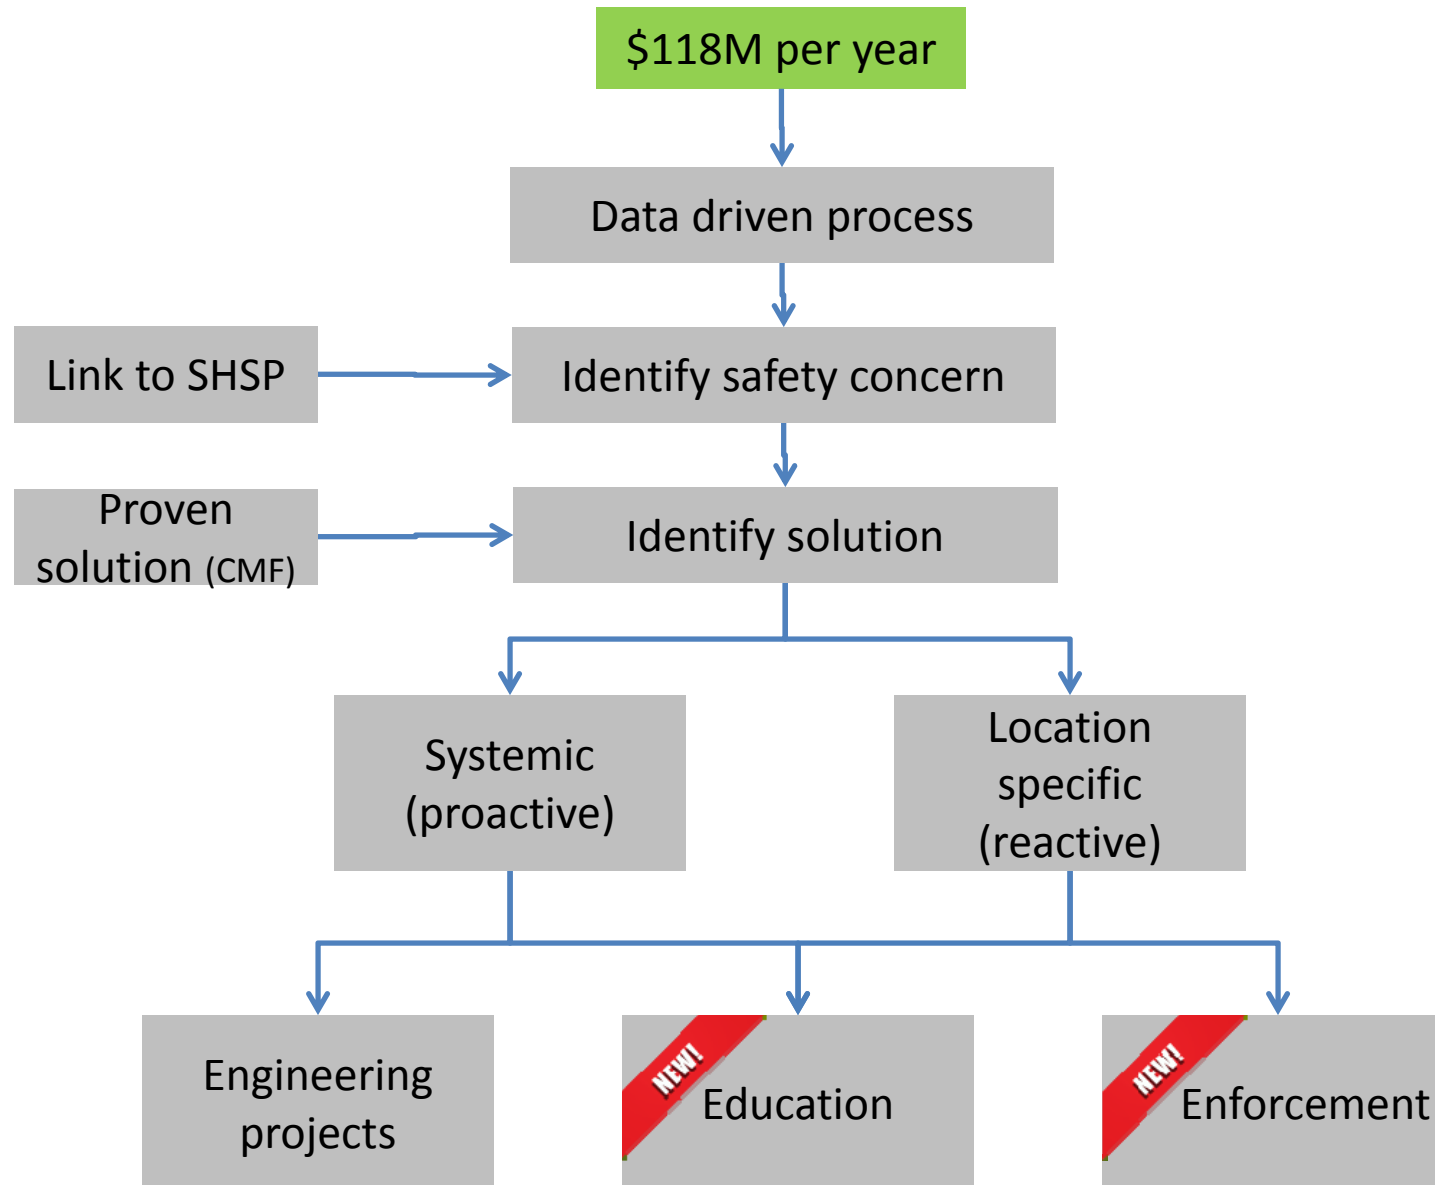 $118M per year
Data driven process
Link to SHSP
Identify safety concern
Proven
solution (CMF)
Identify solution
Systemic
(proactive)
Location
specific
(reactive)
Engineering
projects
NEW!
Education
NEW!
Enforcement